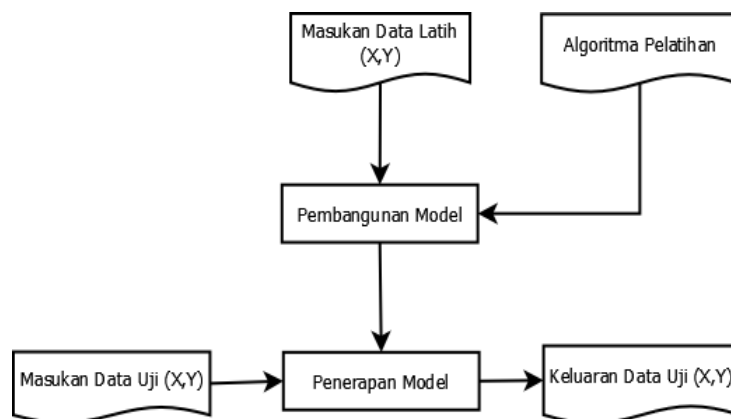 Masukan Data Latih
(X,Y)
Algoritma Pelatihan
Pembangunan Model
Masukan Data Uji (X,Y)
Penerapan Model
Keluaran Data Uji (X,Y)